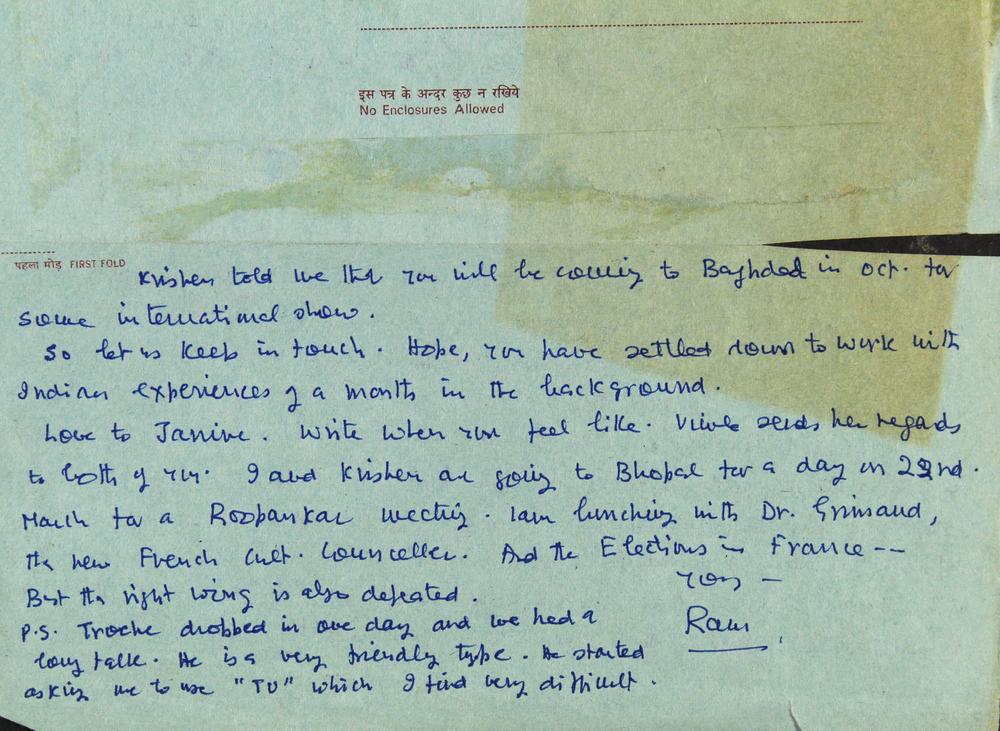 इस पत्र के अन्दर कुछ न रखिये
No Enclosures Allowed
पहला मोड़ FIRST FOLD
Krishen told me that you will be coming to Baghdad in Oct. for
some international show.
So let us keep in touch. Hope, you have settled down to work with
Indian experiences of a month in the background.
Love to Janine. Write when you feel like. Vimla sends her regards
to both of you. I and Krishen are going to Bhopal for a day on 22nd.
March for a Roopankar meeting. I am lunching with Dr. Grimaud,
the new French Cult. Counceller. And the Elections in France --
But the right wing is also defeated.
yours –
Ram
P.S. Troche dropped in one day and we had a
long talk. He is a very friendly type. He started
asking me to use "TU" which I find very difficult.